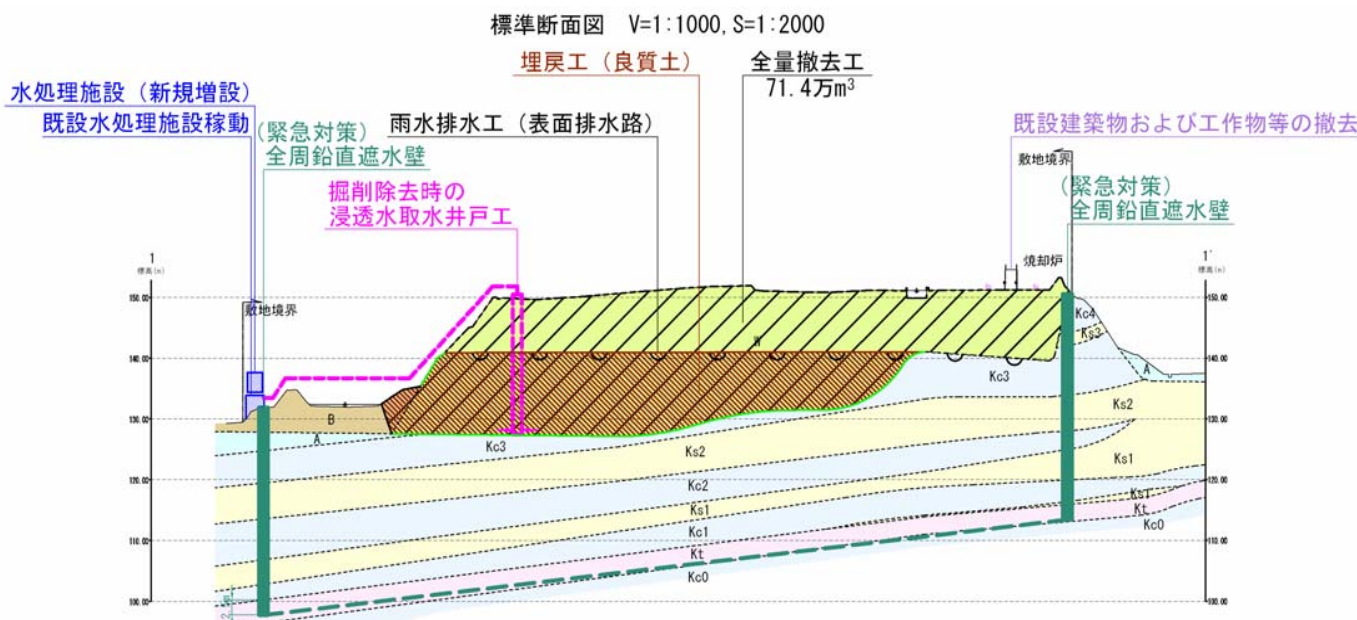 標準断面図 V=1:1000, S=1:2000
埋戻工（良質土）
全量撤去工
71.4万m³
水処理施設（新規増設）
既設水処理施設稼動
（緊急対策）
全周鉛直遮水壁
雨水排水工（表面排水路）
既設建築物および工作物等の撤去
敷地境界
（緊急対策）
全周鉛直遮水壁
掘削除去時の
浸透水取水井戸工
1
標高(m)
焼却炉
1'
標高(m)
150.00
敷地境界
150.00
Kc4
Ks3
W
140.00
140.00
Kc3
A
130.00
B
Ks2
130.00
A
Kc3
Ks2
Ks1
120.00
Kc2
120.00
Ks1
Ks1
Kt
Kc1
Kc0
110.00
Kt
110.00
Kc0
100.00
100.00